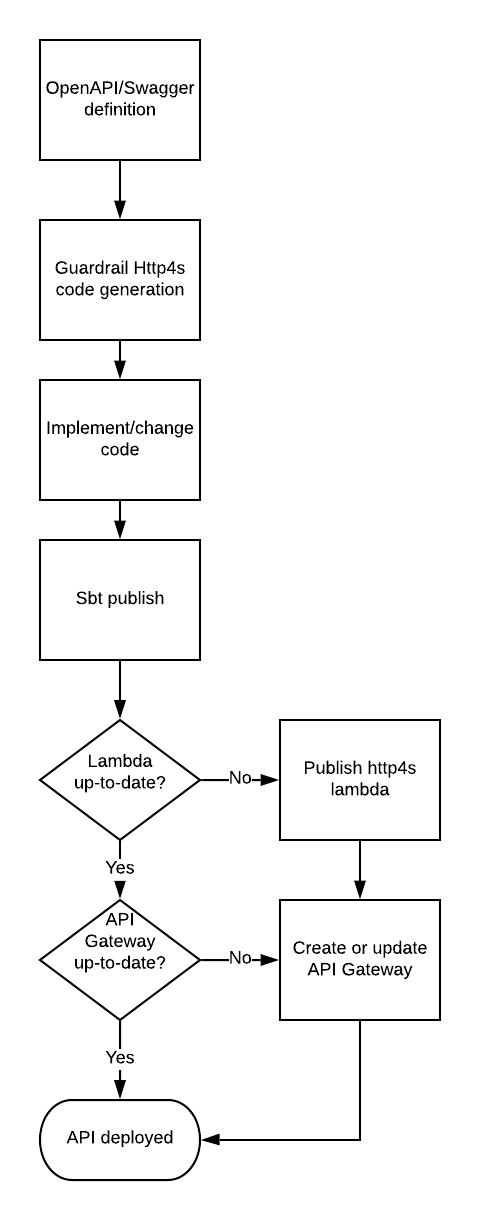 OpenAPI/Swagger
definition
Guardrail Http4s
code generation
Implement/change
code
Sbt publish
Lambda
up-to-date?
No
Publish http4s
lambda
Yes
API
Gateway
up-to-date?
No
Create or update
API Gateway
Yes
API deployed